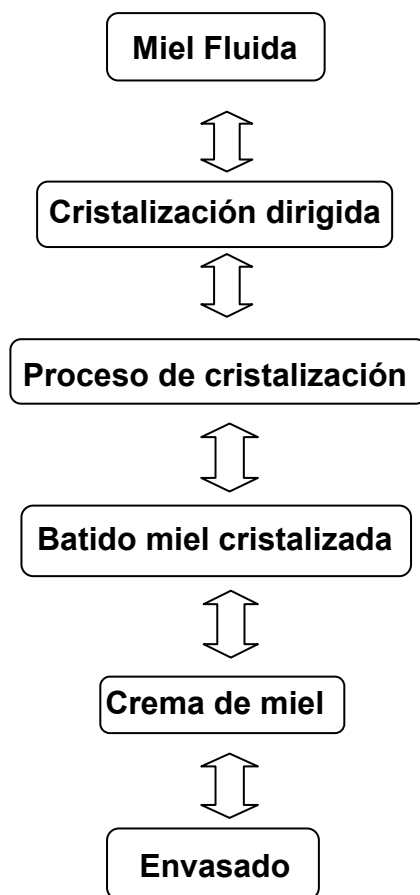 Miel Fluida
Cristalización dirigida
Proceso de cristalización
Batido miel cristalizada
Crema de miel
Envasado